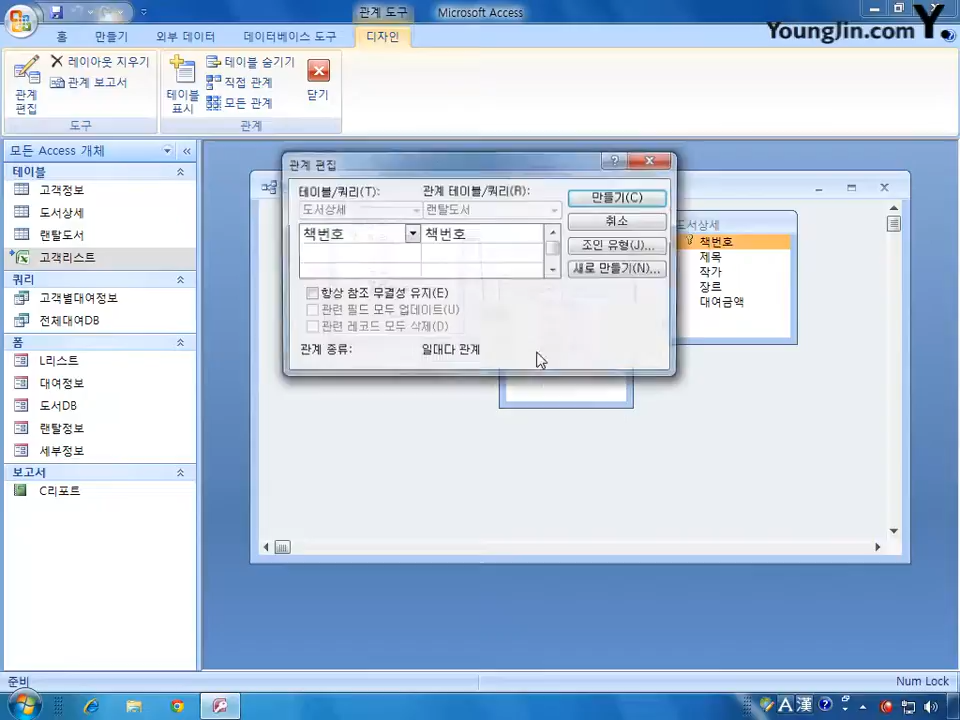 관계 도구
Microsoft Access
YoungJin.com Y.
홈
만들기
외부 데이터
데이터베이스 도구
디자인
관계
편집
레이아웃 지우기
관계 보고서
도구
테이블
표시
테이블 숨기기
직접 관계
모든 관계
닫기
관계
모든 Access 개체
테이블
고객정보
도서상세
랜탈도서
고객리스트
쿼리
고객별대여정보
전체대여DB
폼
L리스트
대여정보
도서DB
랜탈정보
세부정보
보고서
C리포트
관계 편집
테이블/쿼리(T):
관계 테이블/쿼리(R):
도서상세
랜탈도서
책번호
책번호
만들기(C)
취소
조인 유형(J)...
새로 만들기(N)...
항상 참조 무결성 유지(E)
관련 필드 모두 업데이트(U)
관련 레코드 모두 삭제(D)
관계 종류:
일대다 관계
도서상세
책번호
제목
작가
장르
대여금액
준비
Num Lock
A 漢